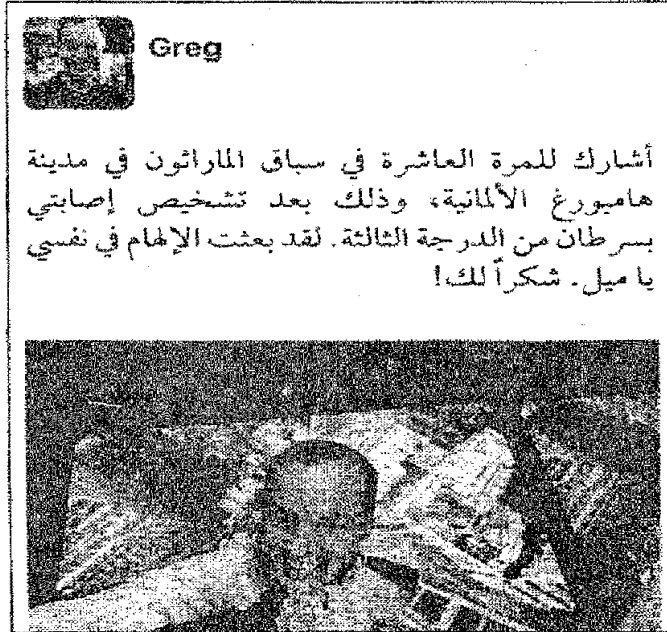 Greg
أشارك للمرة العاشرة في سباق الماراثون في مدينة
هامبورغ الألمانية، وذلك بعد تشخيص إصابتي
بسرطان من الدرجة الثالثة. لقد بعثت الإلهام في نفسي
يا ميل. شكراً لك!